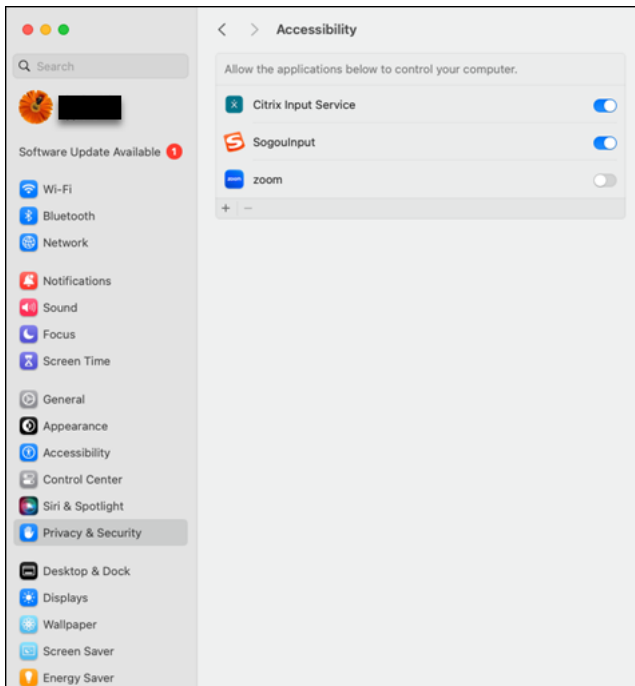 Accessibility
Search
Allow the applications below to control your computer.
Citrix Input Service
SogouInput
zoom
zoom
+ −
Software Update Available 1
Wi-Fi
Bluetooth
Network
Notifications
Sound
Focus
Screen Time
General
Appearance
Accessibility
Control Center
Siri & Spotlight
Privacy & Security
Desktop & Dock
Displays
Wallpaper
Screen Saver
Energy Saver